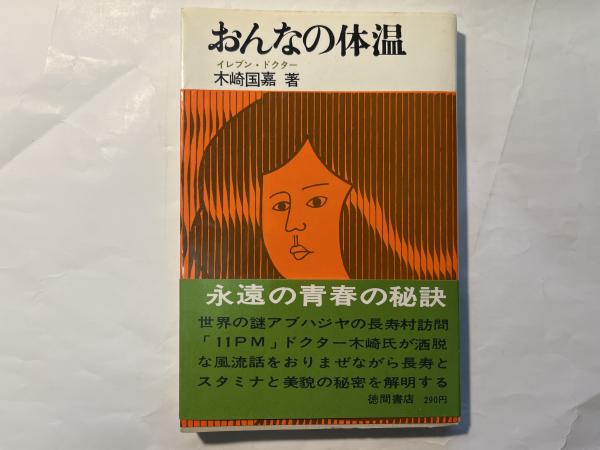 おんなの体温
イレブン・ドクター
木崎国嘉 著
永遠の青春の秘訣
世界の謎アブハジヤの長寿村訪問
「11PM」ドクター木崎氏が洒脱
な風流話をおりまぜながら長寿と
スタミナと美貌の秘密を解明する
徳間書店 290円